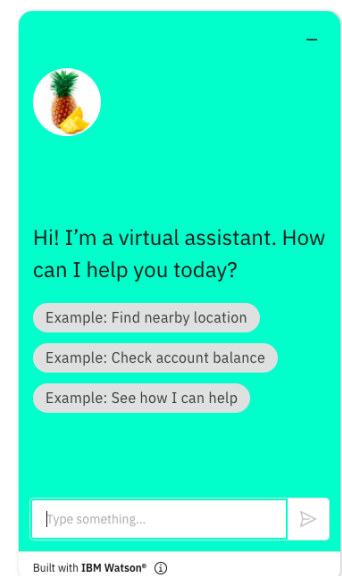 Hi! I’m a virtual assistant. How
can I help you today?
Example: Find nearby location
Example: Check account balance
Example: See how I can help
Type something...
Built with IBM Watson®